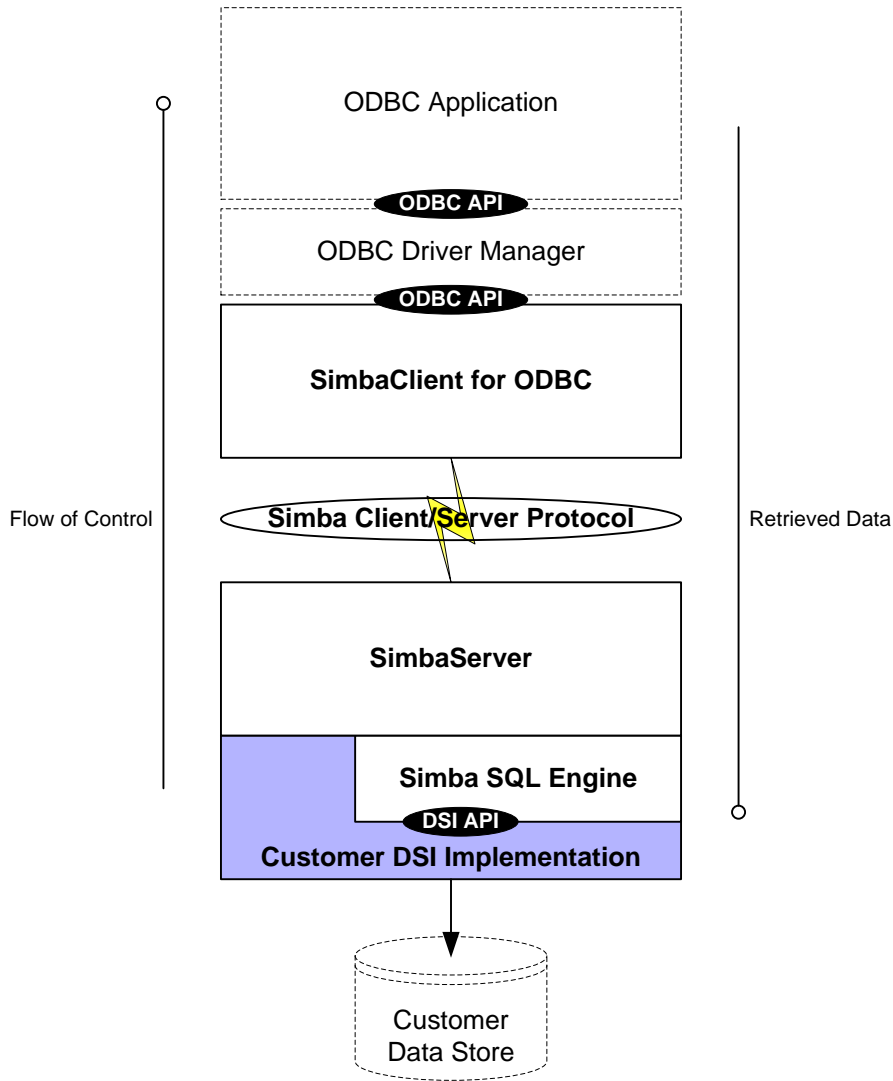 ODBC Application
ODBC API
ODBC Driver Manager
ODBC API
SimbaClient for ODBC
Flow of Control
Simba Client/Server Protocol
Retrieved Data
SimbaServer
Simba SQL Engine
DSI API
Customer DSI Implementation
Customer
Data Store